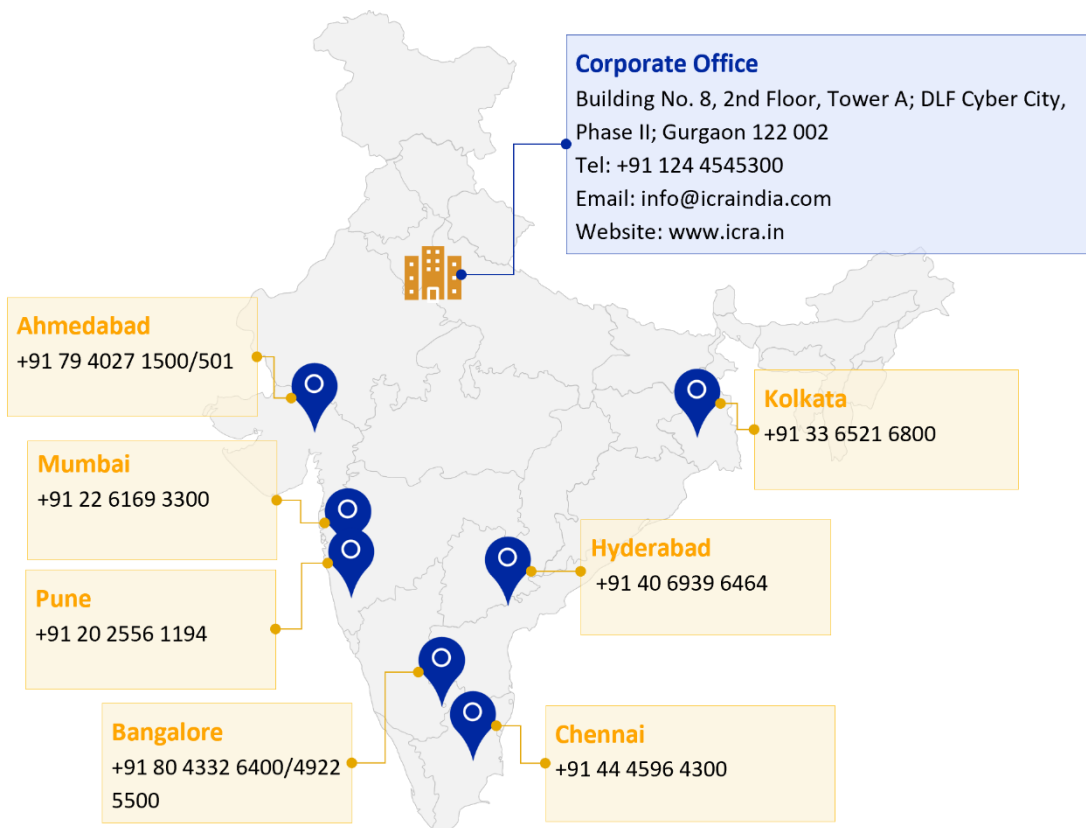 Corporate Office
Building No. 8, 2nd Floor, Tower A; DLF Cyber City,
Phase II; Gurgaon 122 002
Tel: +91 124 4545300
Email: info@icraindia.com
Website: www.icra.in
Ahmedabad
+91 79 4027 1500/501
Kolkata
+91 33 6521 6800
Mumbai
+91 22 6169 3300
Hyderabad
+91 40 6939 6464
Pune
+91 20 2556 1194
Bangalore
+91 80 4332 6400/4922
5500
Chennai
+91 44 4596 4300